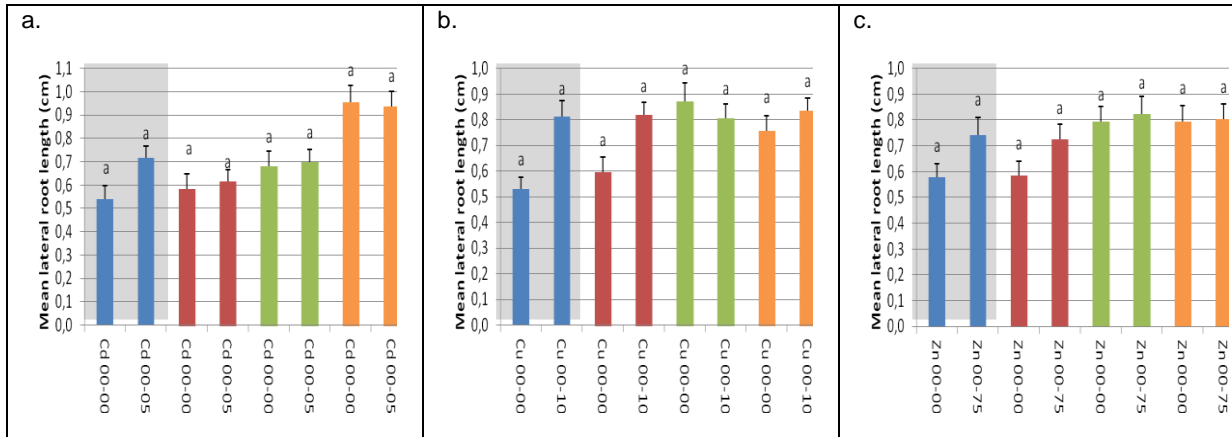 a.
Mean lateral root length (cm)
1,1
1,0
0,9
0,8
0,7
0,6
0,5
0,4
0,3
0,2
0,1
0,0
a
a
a
a
a
a
a
a
Cd 00-00
Cd 00-05
Cd 00-00
Cd 00-05
Cd 00-00
Cd 00-05
Cd 00-00
Cd 00-05
b.
Mean lateral root length (cm)
1,0
0,9
0,8
0,7
0,6
0,5
0,4
0,3
0,2
0,1
0,0
a
a
a
a
a
a
a
a
Cu 00-00
Cu 00-10
Cu 00-00
Cu 00-10
Cu 00-00
Cu 00-10
Cu 00-00
Cu 00-10
c.
Mean lateral root length (cm)
1,0
0,9
0,8
0,7
0,6
0,5
0,4
0,3
0,2
0,1
0,0
a
a
a
a
a
a
a
a
Zn 00-00
Zn 00-75
Zn 00-00
Zn 00-75
Zn 00-00
Zn 00-75
Zn 00-00
Zn 00-75